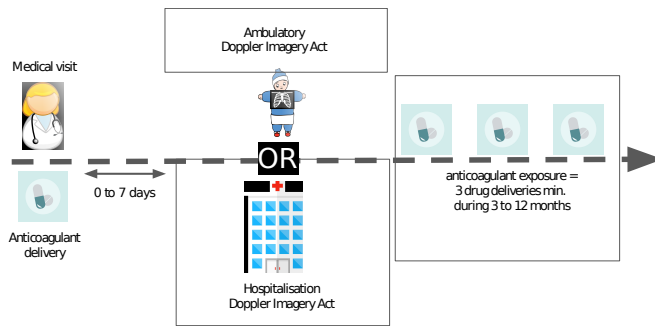 Ambulatory
Doppler Imagery Act
Medical visit
OR
0 to 7 days
Anticoagulant
delivery
anticoagulant exposure =
3 drug deliveries min.
during 3 to 12 months
Hospitalisation
Doppler Imagery Act